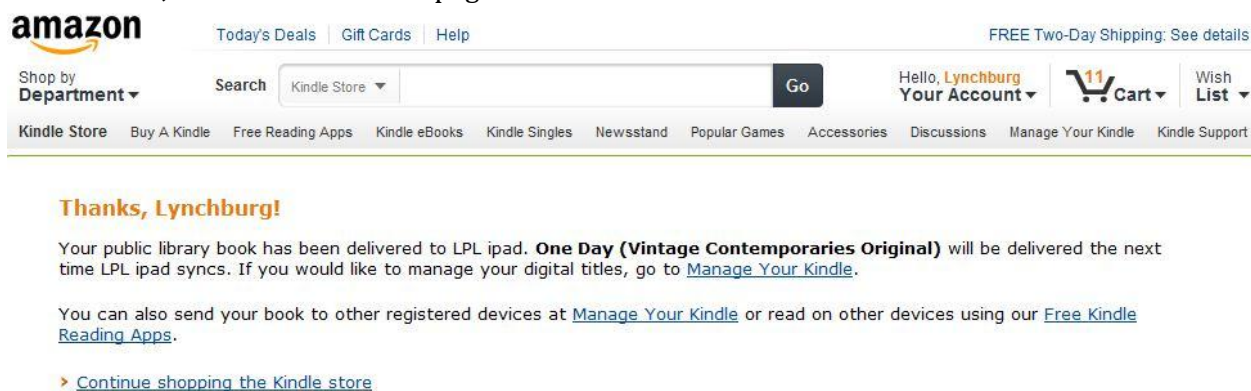 amazon
Today's Deals Gift Cards Help
FREE Two-Day Shipping: See details
Shop by
Department
Search Kindle Store Go
Hello, Lynchburg
Your Account
11 Cart
Wish
List
Kindle Store Buy A Kindle Free Reading Apps Kindle eBooks Kindle Singles Newsstand Popular Games Accessories Discussions Manage Your Kindle Kindle Support
Thanks, Lynchburg!
Your public library book has been delivered to LPL ipad. One Day (Vintage Contemporaries Original) will be delivered the next
time LPL ipad syncs. If you would like to manage your digital titles, go to Manage Your Kindle.
You can also send your book to other registered devices at Manage Your Kindle or read on other devices using our Free Kindle
Reading Apps.
› Continue shopping the Kindle store